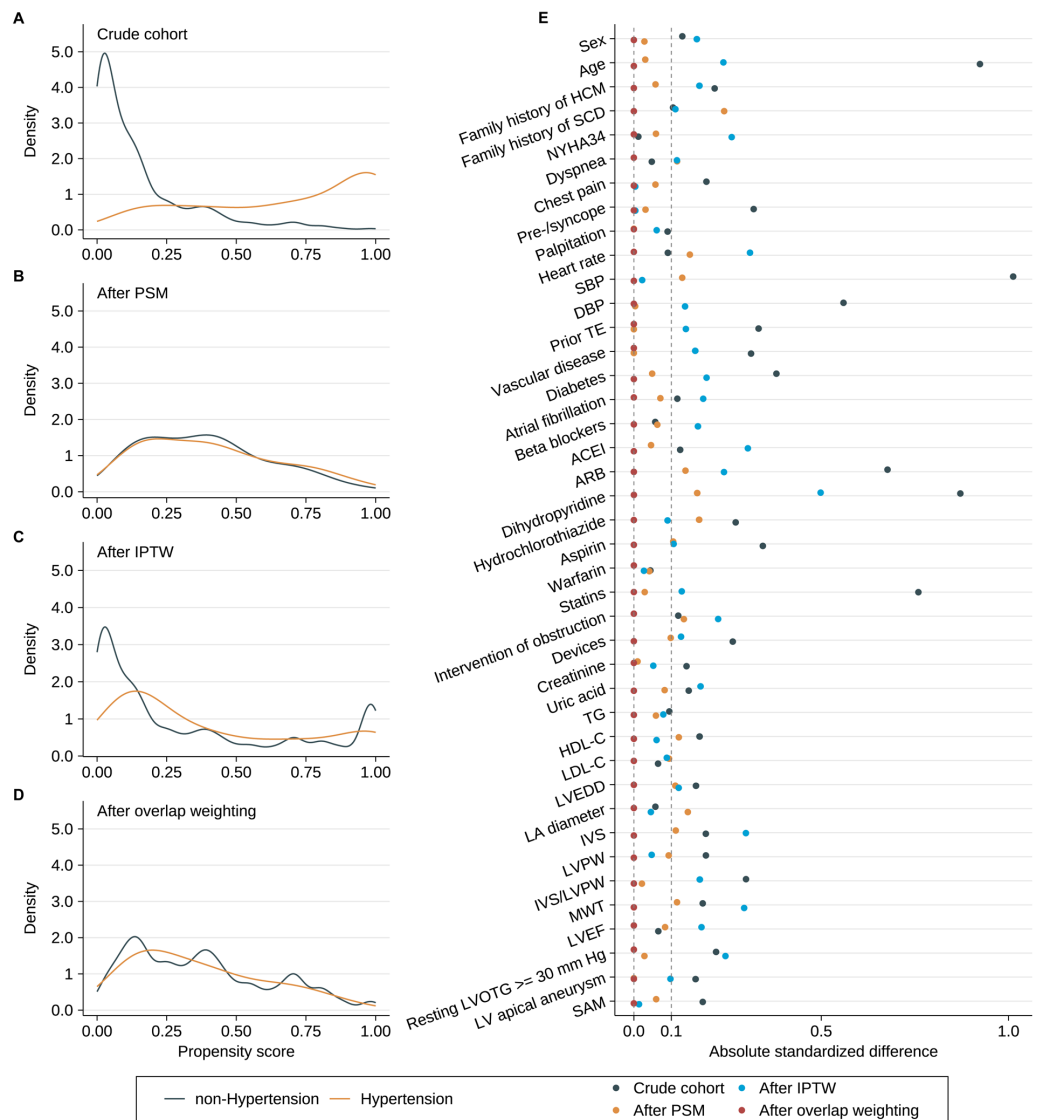 A
Crude cohort
5.0
4.0
3.0
2.0
1.0
0.0
Density
0.00 0.25 0.50 0.75 1.00
B
After PSM
5.0
4.0
3.0
2.0
1.0
0.0
Density
0.00 0.25 0.50 0.75 1.00
C
After IPTW
5.0
4.0
3.0
2.0
1.0
0.0
Density
0.00 0.25 0.50 0.75 1.00
D
After overlap weighting
5.0
4.0
3.0
2.0
1.0
0.0
Density
0.00 0.25 0.50 0.75 1.00
Propensity score
E
Sex
Age
Family history of HCM
Family history of SCD
NYHA34
Dyspnea
Chest pain
Pre-/syncope
Palpitation
Heart rate
SBP
DBP
Prior TE
Vascular disease
Diabetes
Atrial fibrillation
Beta blockers
ACEI
ARB
Dihydropyridine
Hydrochlorothiazide
Aspirin
Warfarin
Statins
Intervention of obstruction
Devices
Creatinine
Uric acid
TG
HDL-C
LDL-C
LVEDD
LA diameter
IVS
LVPW
IVS/LVPW
MWT
LVEF
Resting LVOTG >= 30 mm Hg
LV apical aneurysm
SAM
0.0 0.1 0.5 1.0
Absolute standardized difference
non-Hypertension Hypertension
Crude cohort After IPTW
After PSM After overlap weighting